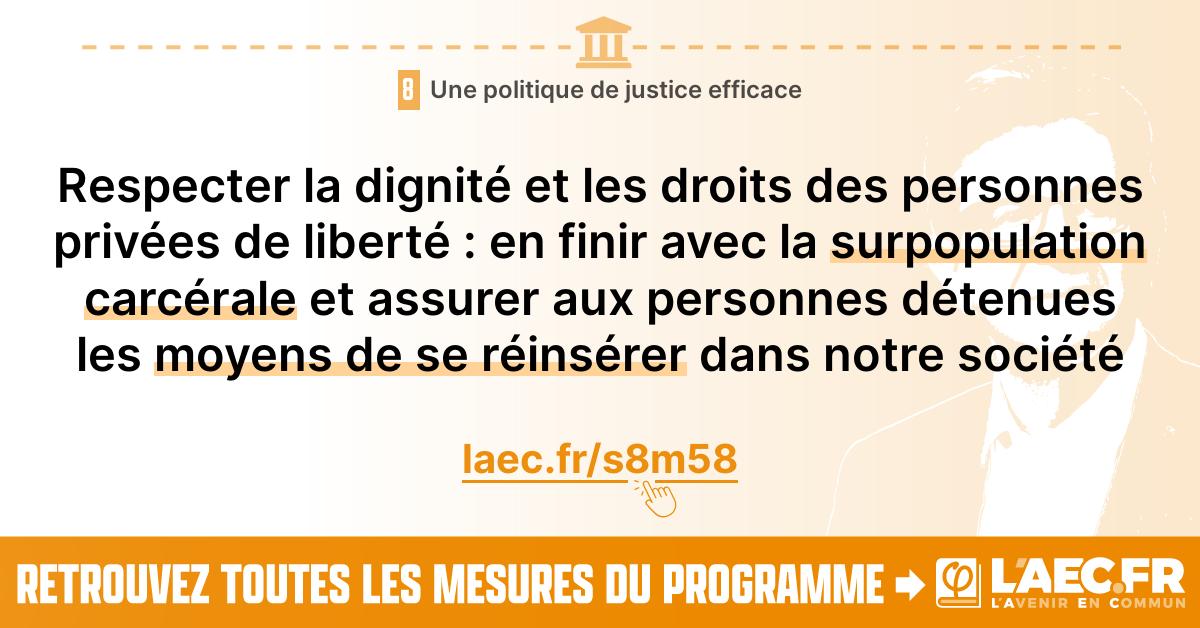 8 Une politique de justice efficace
Respecter la dignité et les droits des personnes
privées de liberté : en finir avec la surpopulation
carcérale et assurer aux personnes détenues
les moyens de se réinsérer dans notre société
laec.fr/s8m58
RETROUVEZ TOUTES LES MESURES DU PROGRAMME
L'AEC.FR
L'AVENIR EN COMMUN